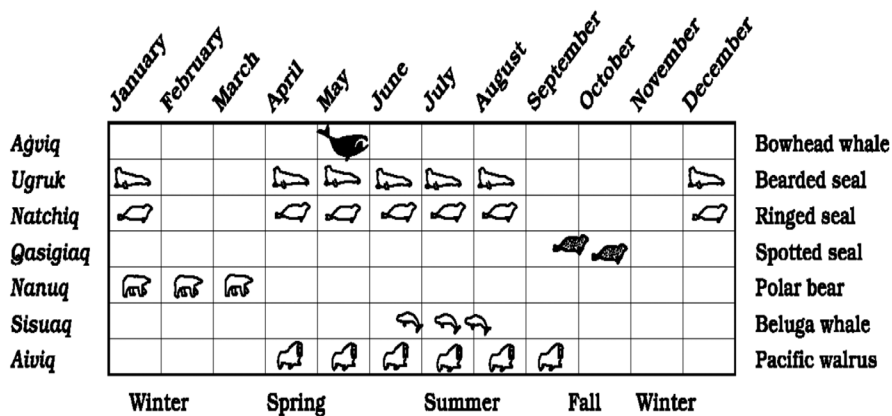 January February March April May June July August September October November December
Aġviq Bowhead whale
Ugruk Bearded seal
Natchiq Ringed seal
Qasigiaq Spotted seal
Nanuq Polar bear
Sisuaq Beluga whale
Aiviq Pacific walrus
Winter Spring Summer Fall Winter